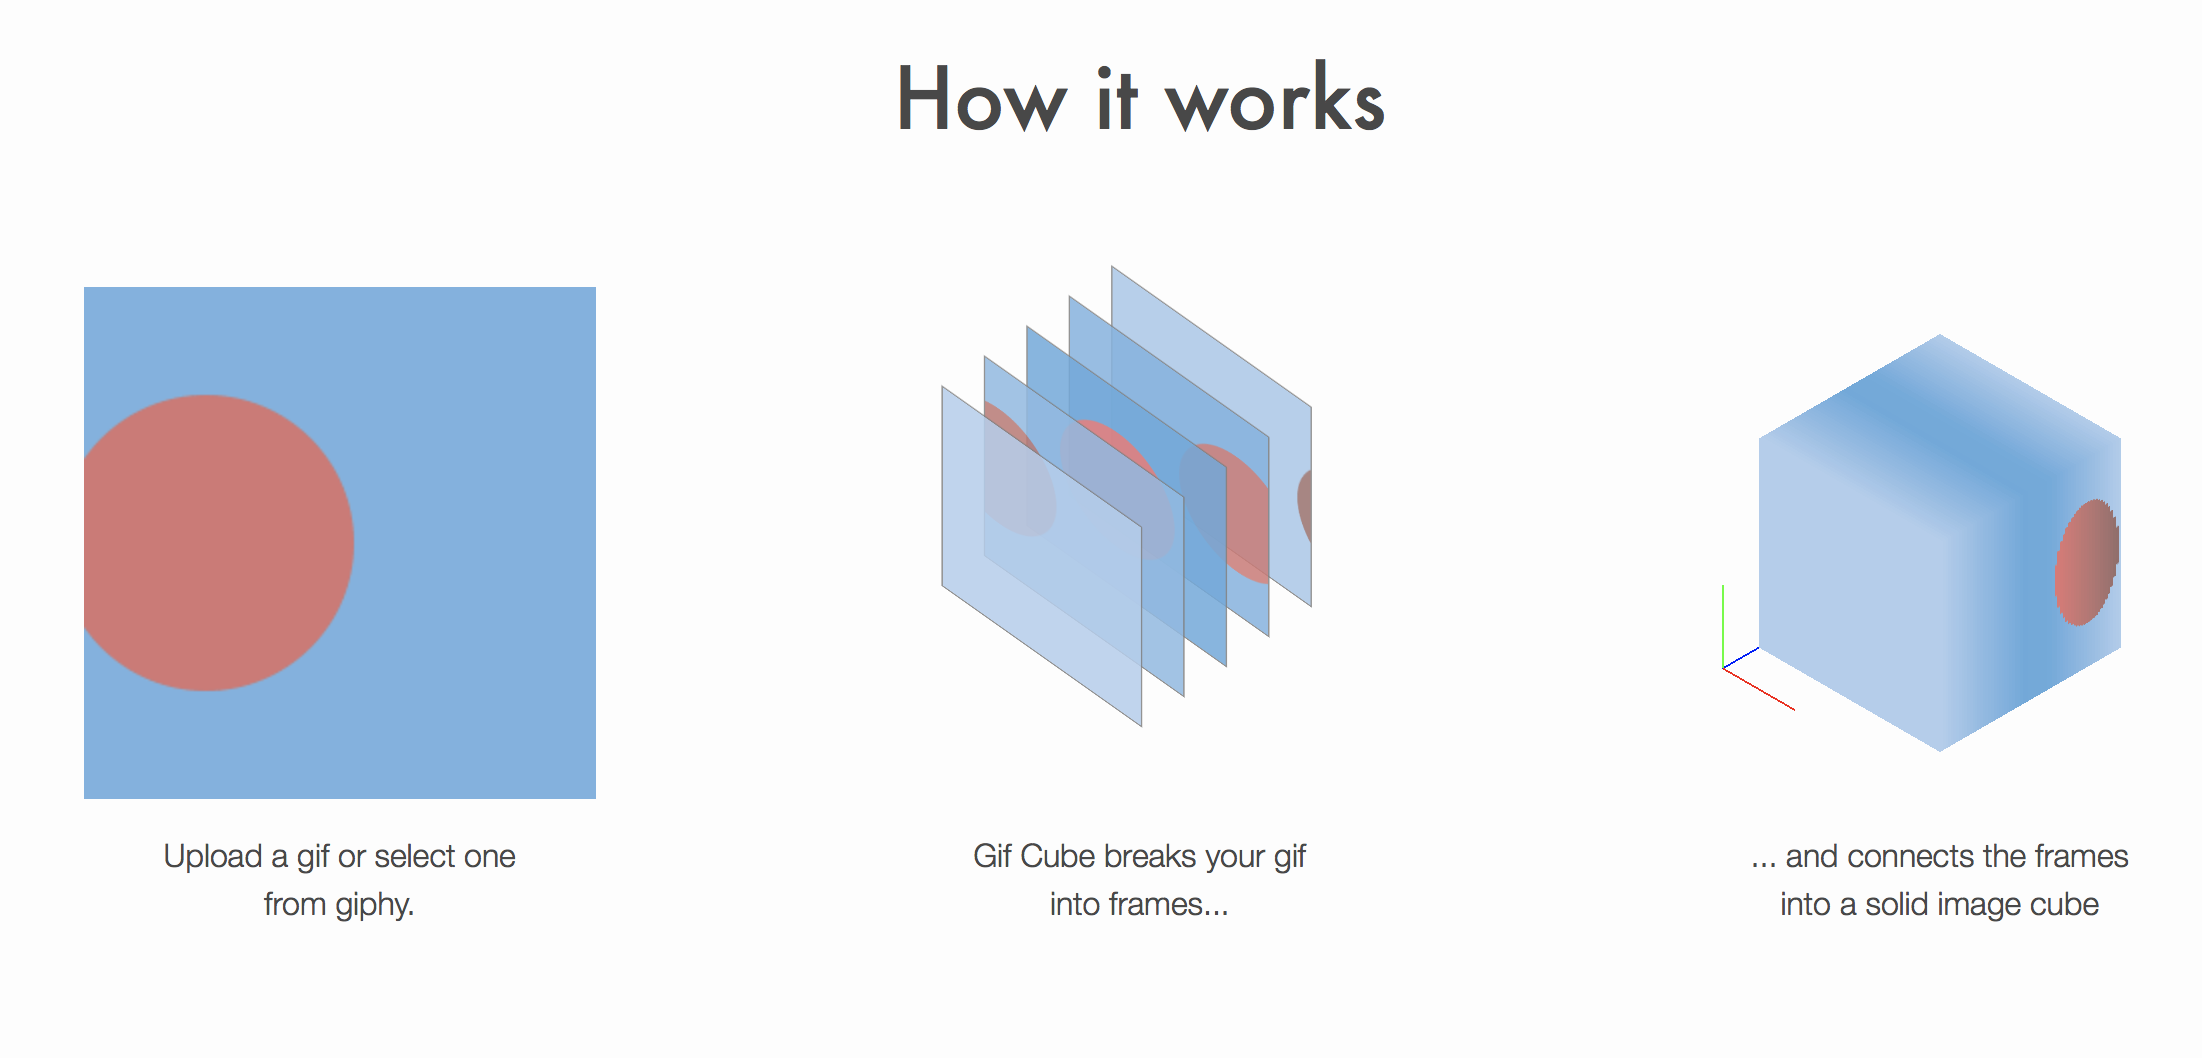 How it works
Upload a gif or select one
from giphy.
Gif Cube breaks your gif
into frames...
... and connects the frames
into a solid image cube